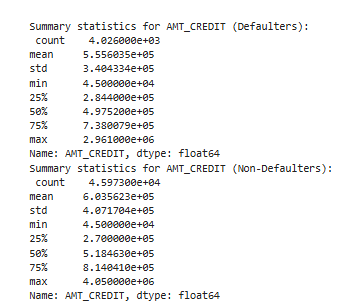 Summary statistics for AMT_CREDIT (Defaulters):
count    4.026000e+03
mean     5.556035e+05
std      3.404334e+05
min      4.500000e+04
25%      2.844000e+05
50%      4.975200e+05
75%      7.380079e+05
max      2.961000e+06
Name: AMT_CREDIT, dtype: float64
Summary statistics for AMT_CREDIT (Non-Defaulters):
count    4.597300e+04
mean     6.035623e+05
std      4.071704e+05
min      4.500000e+04
25%      2.700000e+05
50%      5.184630e+05
75%      8.140410e+05
max      4.050000e+06
Name: AMT_CREDIT, dtype: float64